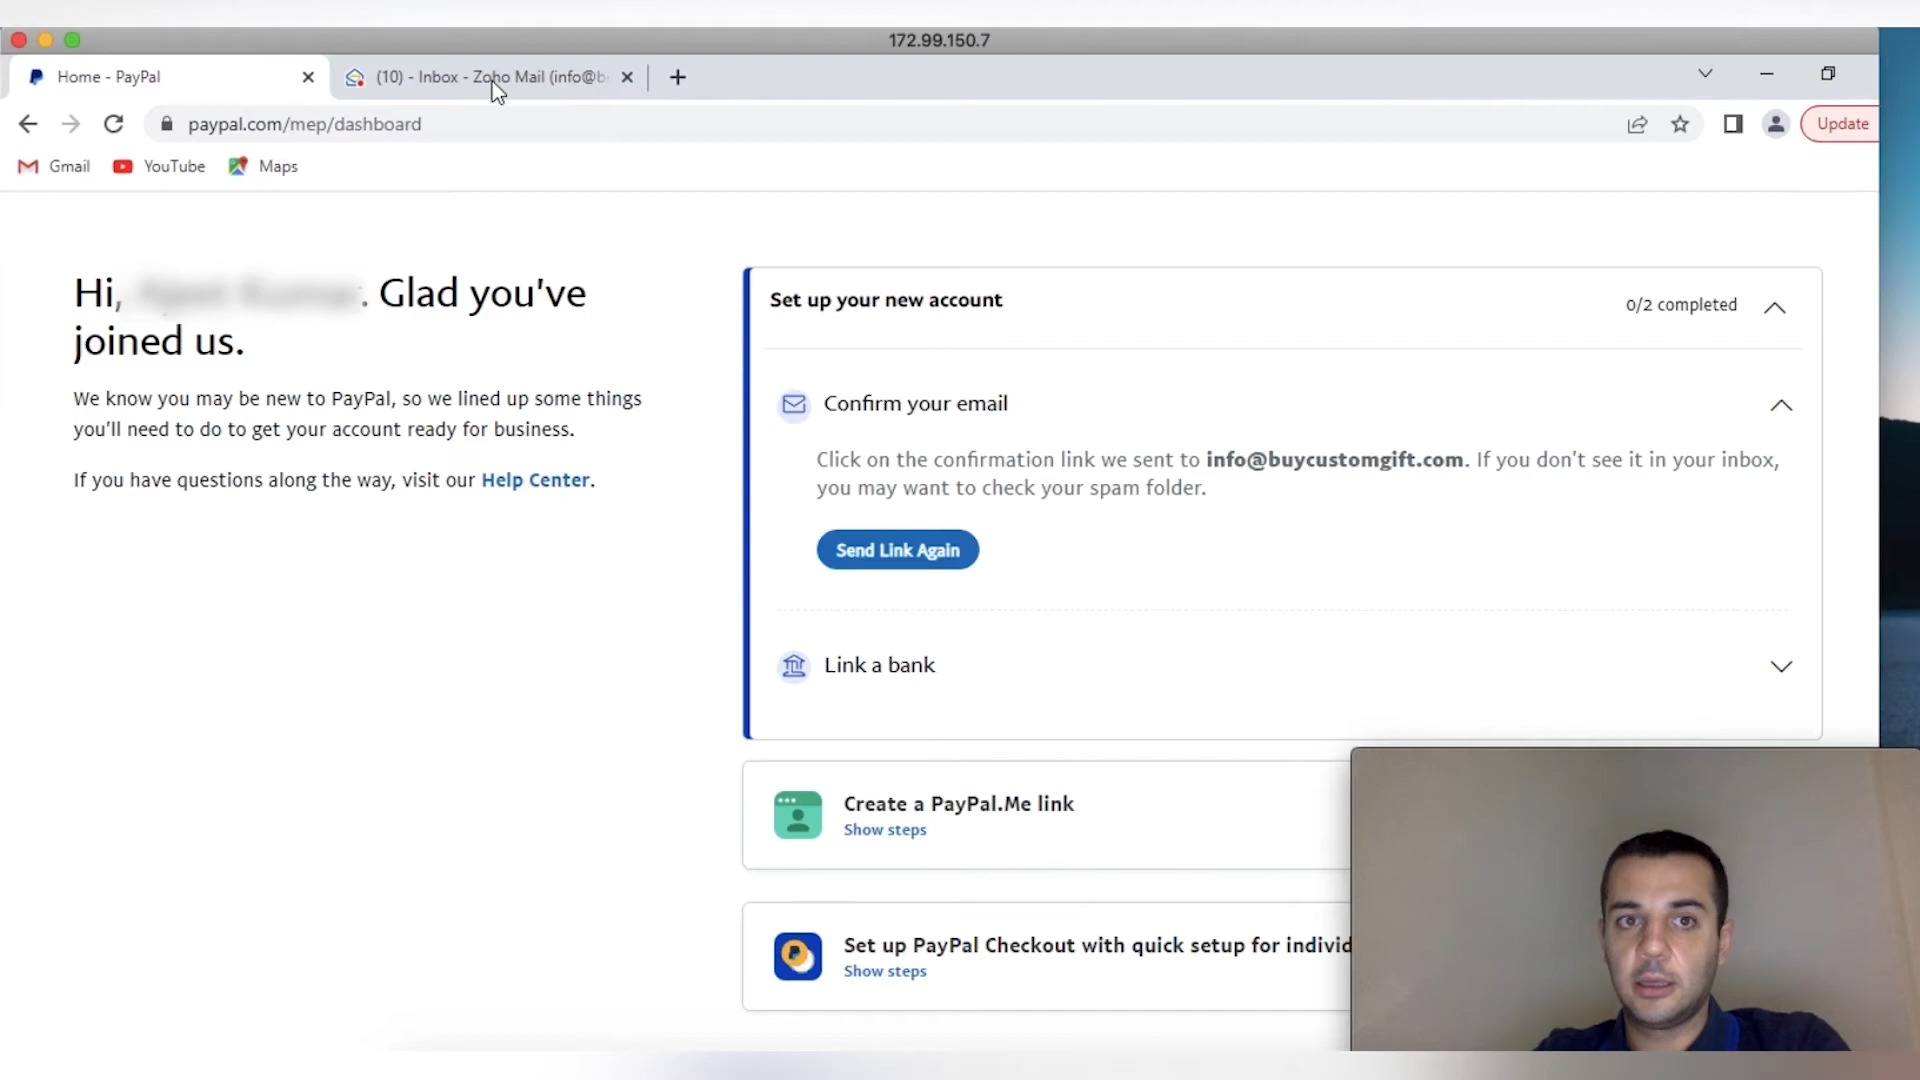 172.99.150.7
Home - PayPal
(10) - Inbox - Zoho Mail (info@b
paypal.com/mep/dashboard
Update
Gmail
YouTube
Maps
Hi, . Glad you've
joined us.
We know you may be new to PayPal, so we lined up some things
you'll need to do to get your account ready for business.
If you have questions along the way, visit our Help Center.
Set up your new account
0/2 completed
Confirm your email
Click on the confirmation link we sent to info@buycustomgift.com. If you don't see it in your inbox,
you may want to check your spam folder.
Send Link Again
Link a bank
Create a PayPal.Me link
Show steps
Set up PayPal Checkout with quick setup for individ
Show steps